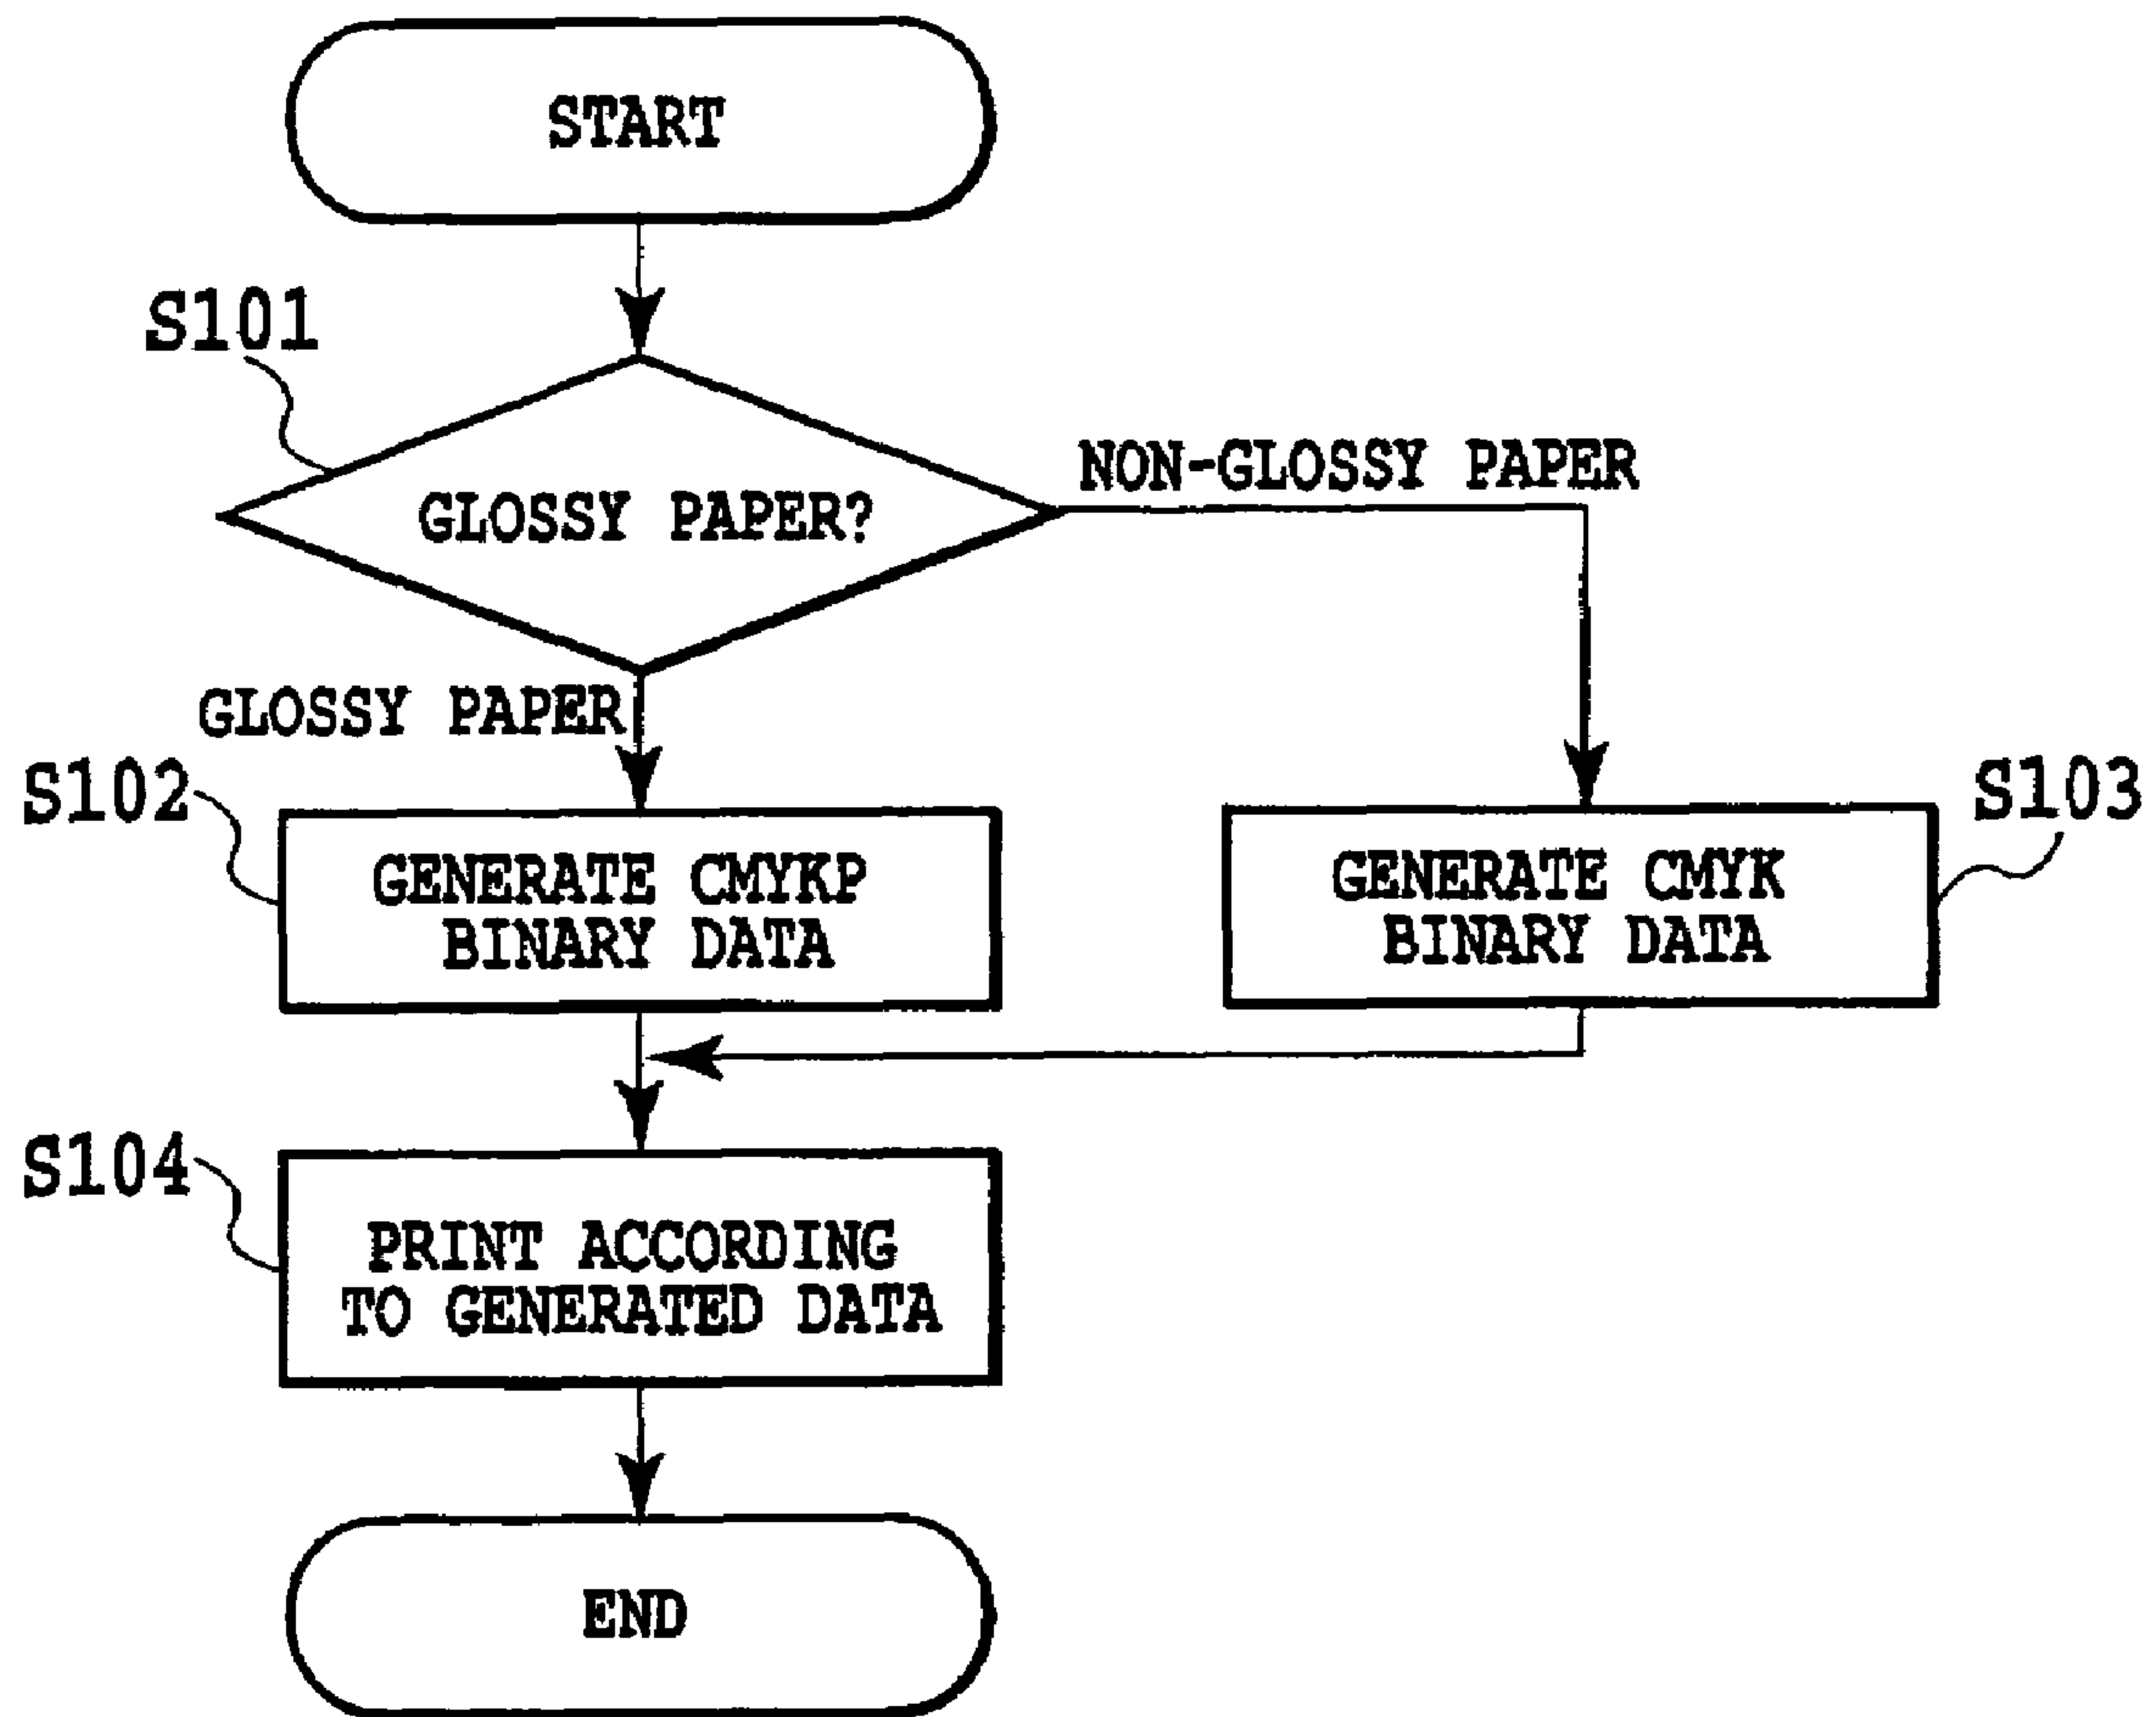 START
S101
GLOSSY PAPER?
NON-GLOSSY PAPER
GLOSSY PAPER
S102
GENERATE CMYKP
BINARY DATA
S103
GENERATE CMYK
BINARY DATA
S104
PRINT ACCORDING
TO GENERATED DATA
END